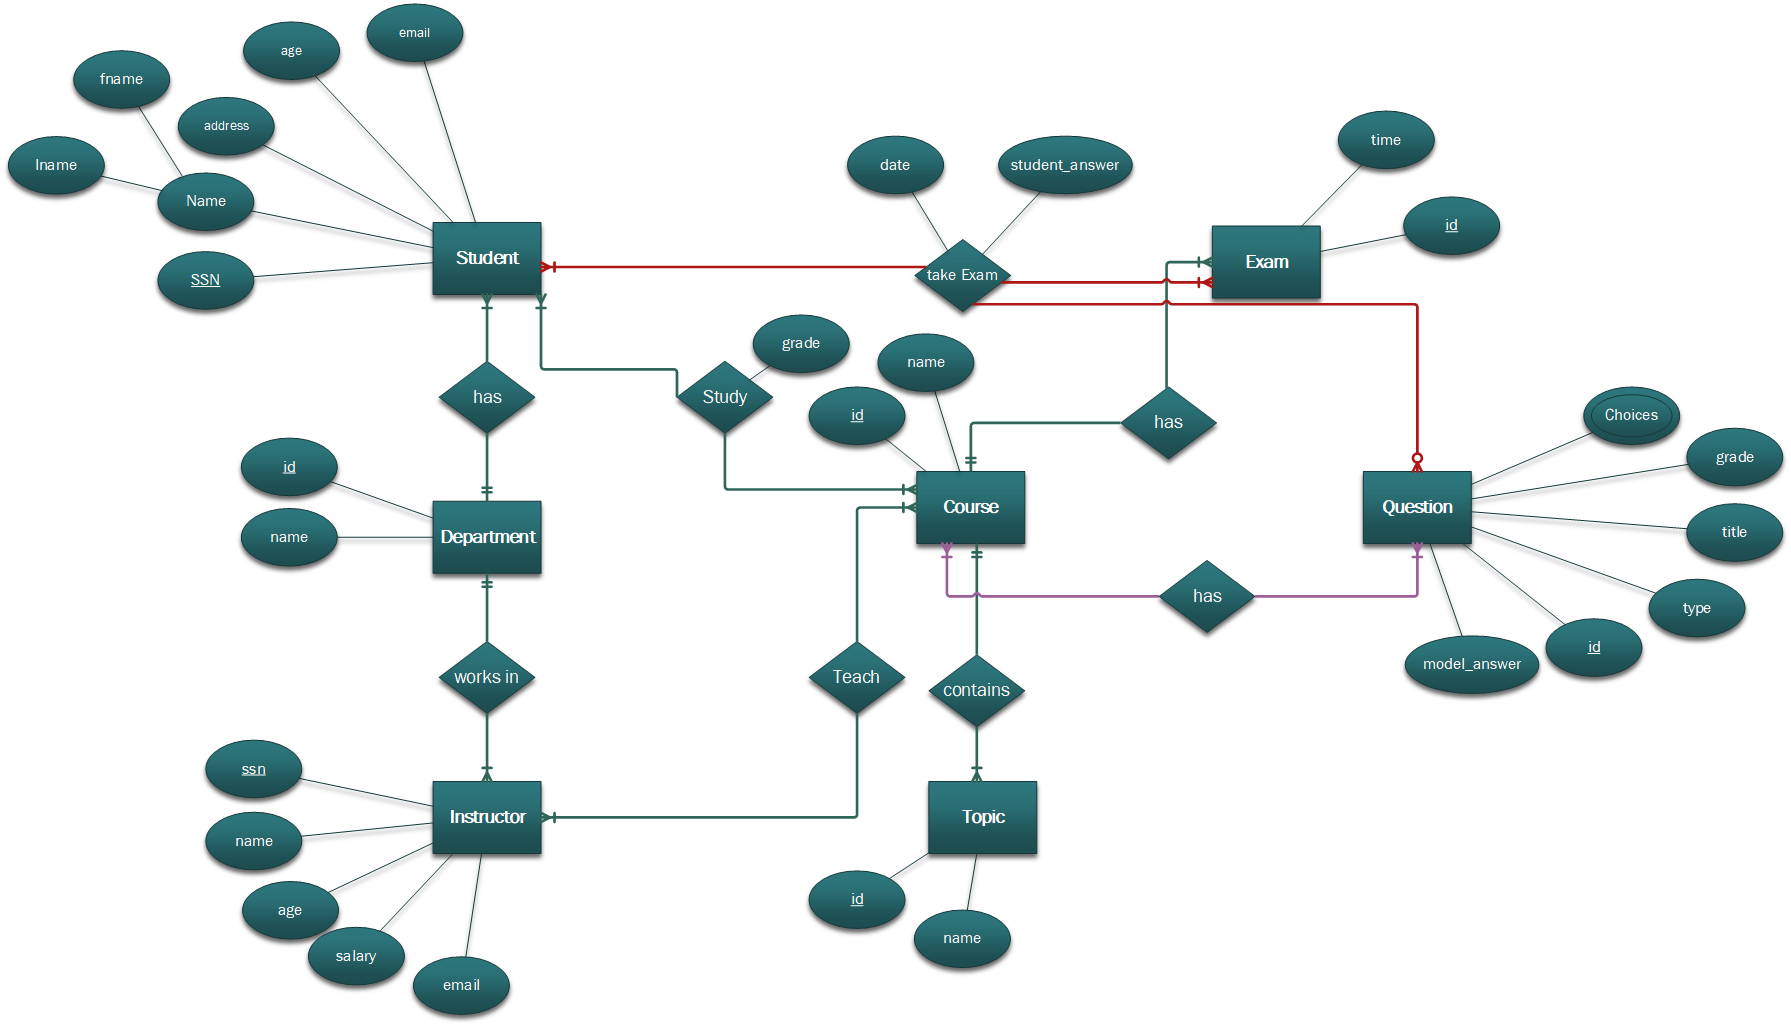 email
age
fname
address
lname
Name
SSN
Student
date
student_answer
time
id
take Exam
Exam
has
Study
grade
name
id
has
Choices
grade
title
type
id
model_answer
Question
Course
has
id
name
Department
works in
Teach
contains
ssn
name
age
salary
email
Instructor
Topic
id
name